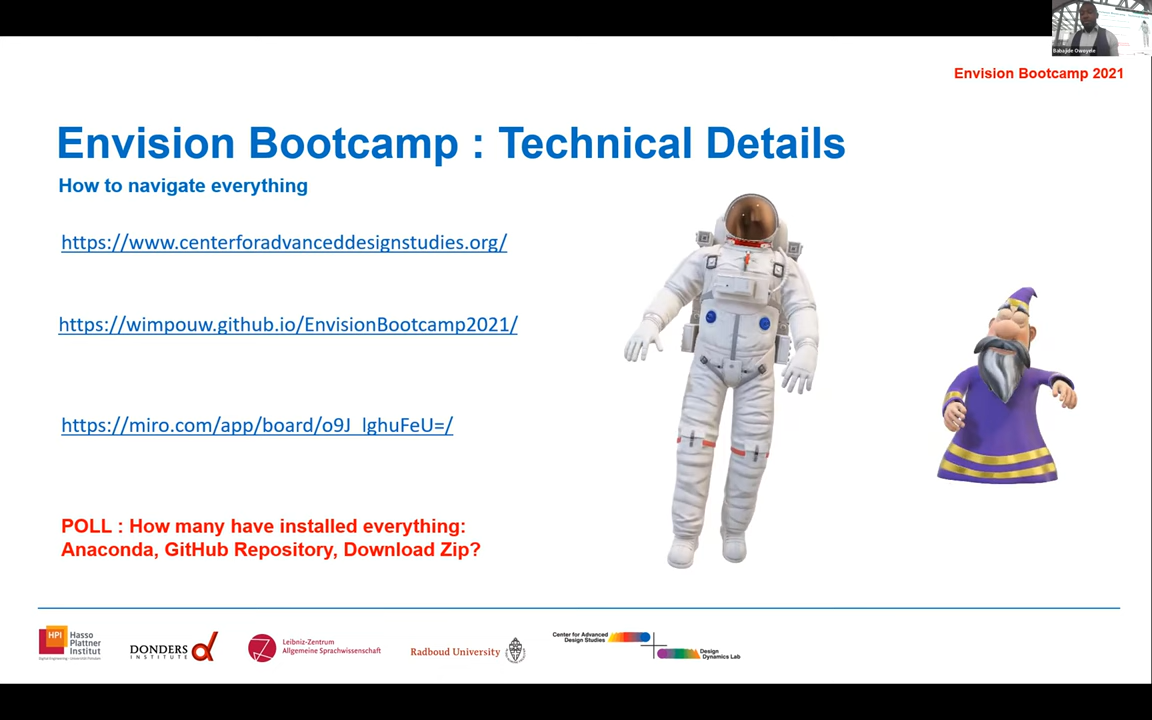 Babajide Owoyele
Envision Bootcamp 2021
Envision Bootcamp : Technical Details
How to navigate everything
https://www.centerforadvanceddesignstudies.org/
https://wimpouw.github.io/EnvisionBootcamp2021/
https://miro.com/app/board/o9J_lghuFeU=/
POLL : How many have installed everything:
Anaconda, GitHub Repository, Download Zip?
HPI
Hasso
Plattner
Institut
DONDERS
INSTITUTE
Leibniz-Zentrum
Allgemeine Sprachwissenschaft
Radboud University
Center for Advanced
Design Studies
Design
Dynamics Lab